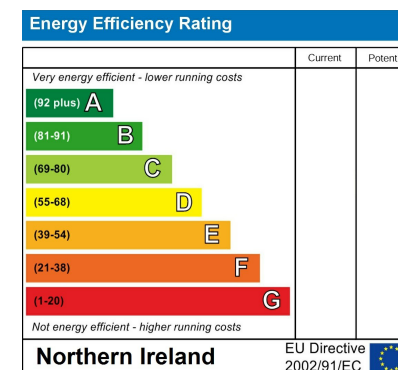 Energy Efficiency Rating
Current Potent
Very energy efficient - lower running costs
(92 plus) A
(81-91) B
(69-80) C
(55-68) D
(39-54) E
(21-38) F
(1-20) G
Not energy efficient - higher running costs
Northern Ireland
EU Directive
2002/91/EC